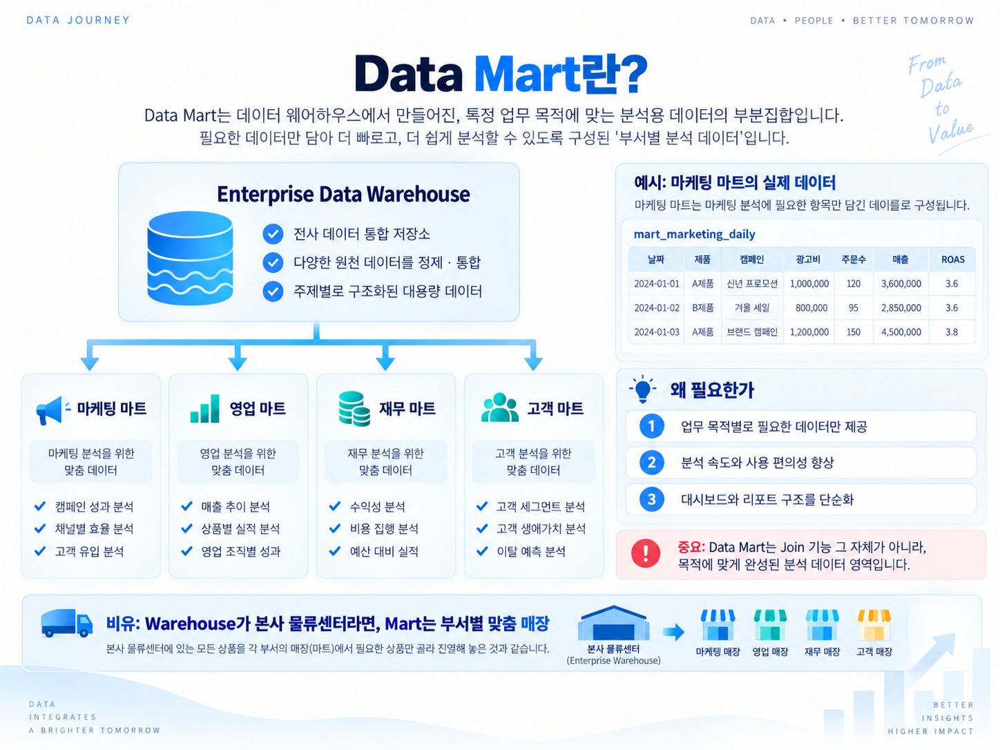 DATA JOURNEY
DATA • PEOPLE • BETTER TOMORROW
Data Mart란?
From
Data
to
Value
Data Mart는 데이터 웨어하우스에서 만들어진, 특정 업무 목적에 맞는 분석용 데이터의 부분집합입니다.
필요한 데이터만 담아 더 빠르고, 더 쉽게 분석할 수 있도록 구성된 '부서별 분석 데이터'입니다.
Enterprise Data Warehouse
전사 데이터 통합 저장소
다양한 원천 데이터를 정제 · 통합
주제별로 구조화된 대용량 데이터
마케팅 마트
마케팅 분석을 위한
맞춤 데이터
캠페인 성과 분석
채널별 효율 분석
고객 유입 분석
영업 마트
영업 분석을 위한
맞춤 데이터
매출 추이 분석
상품별 실적 분석
영업 조직별 성과
재무 마트
재무 분석을 위한
맞춤 데이터
수익성 분석
비용 집행 분석
예산 대비 실적
고객 마트
고객 분석을 위한
맞춤 데이터
고객 세그먼트 분석
고객 생애가치 분석
이탈 예측 분석
예시: 마케팅 마트의 실제 데이터
마케팅 마트는 마케팅 분석에 필요한 항목만 담긴 데이블로 구성됩니다.
mart_marketing_daily
날짜 제품 캠페인 광고비 주문수 매출 ROAS
2024-01-01 A제품 신년 프로모션 1,000,000 120 3,600,000 3.6
2024-01-02 B제품 겨울 세일 800,000 95 2,850,000 3.6
2024-01-03 A제품 브랜드 캠페인 1,200,000 150 4,500,000 3.8
왜 필요한가
1 업무 목적별로 필요한 데이터만 제공
2 분석 속도와 사용 편의성 향상
3 대시보드와 리포트 구조를 단순화
중요: Data Mart는 Join 기능 그 자체가 아니라,
목적에 맞게 완성된 분석 데이터 영역입니다.
비유: Warehouse가 본사 물류센터라면, Mart는 부서별 맞춤 매장
본사 물류센터에 있는 모든 상품을 각 부서의 매장(마트)에서 필요한 상품만 골라 진열해 놓은 것과 같습니다.
본사 물류센터
(Enterprise Warehouse)
마케팅 매장
영업 매장
재무 매장
고객 매장
DATA
INTEGRATES
A BRIGHTER TOMORROW
BETTER
INSIGHTS
HIGHER IMPACT